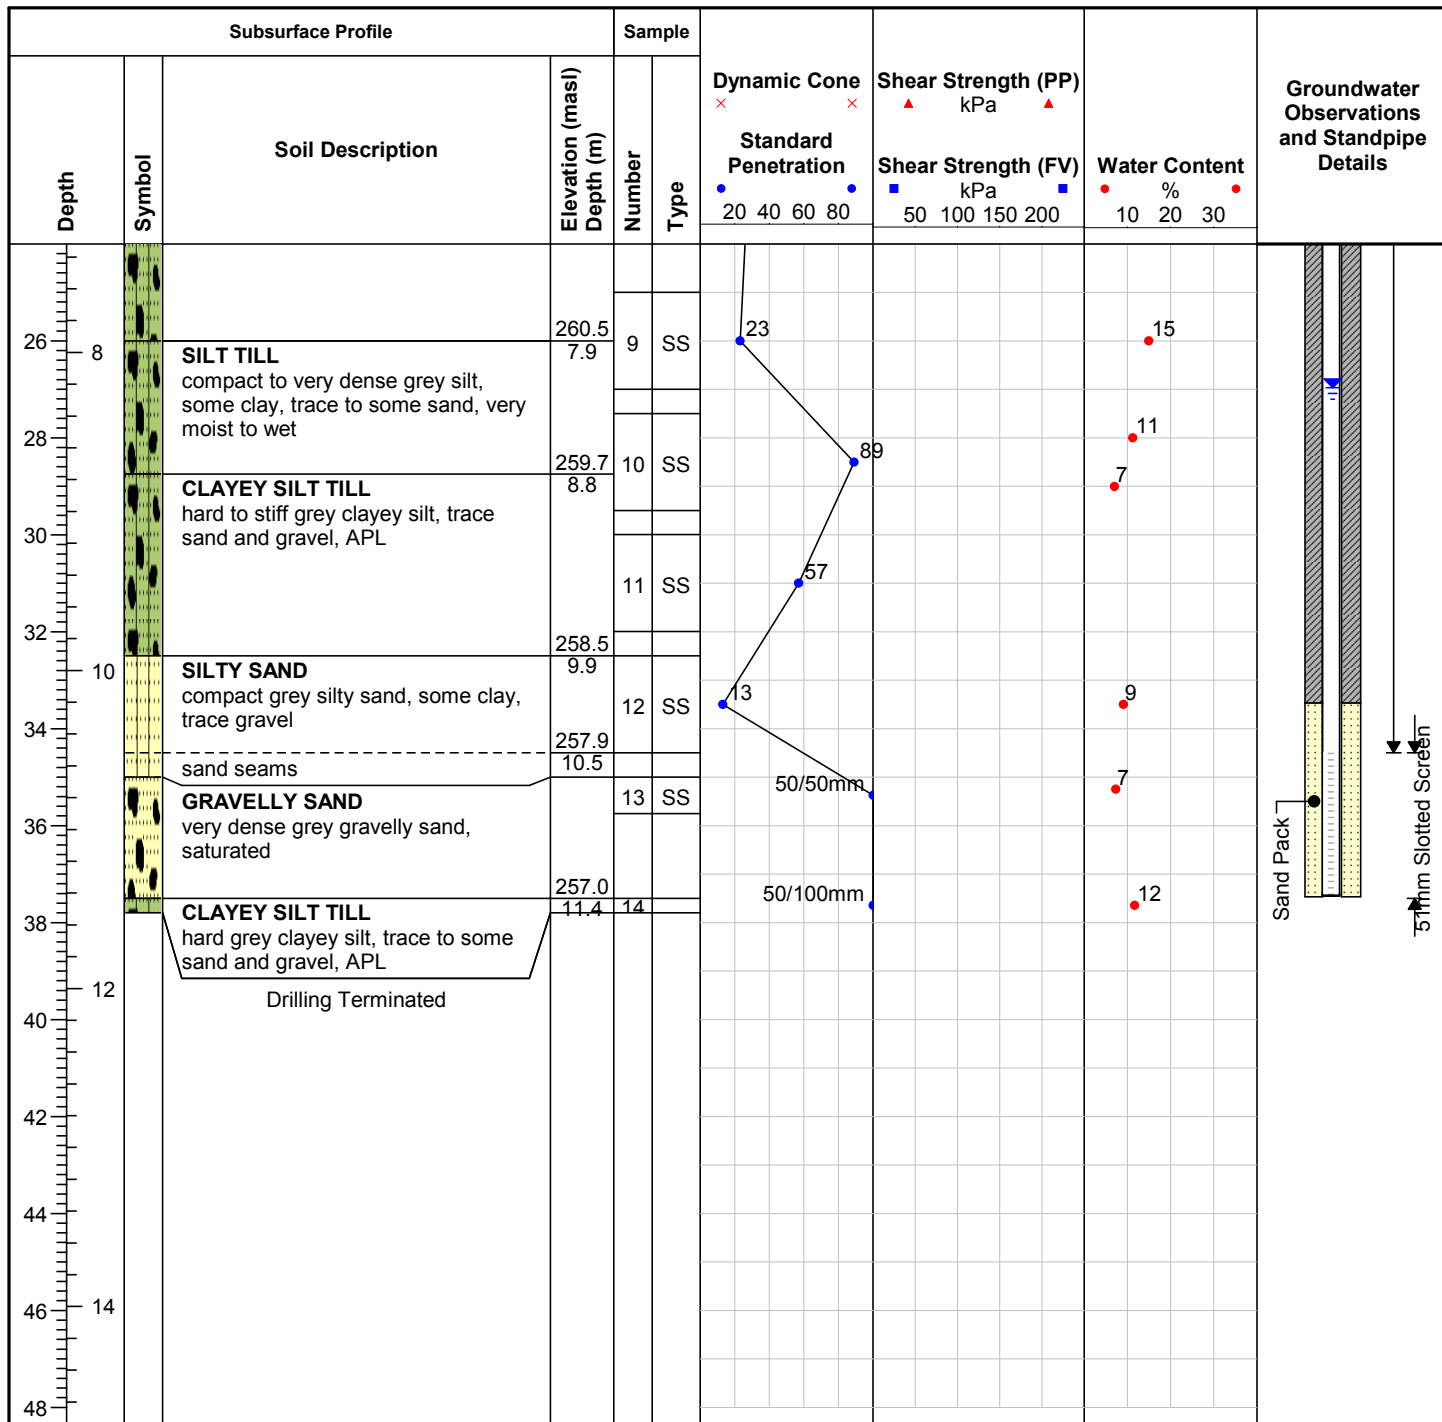 Subsurface Profile
Sample
Depth
Symbol
Soil Description
Elevation (masl)
Depth (m)
Number
Type
Dynamic Cone
Standard
Penetration
20 40 60 80
Shear Strength (PP)
kPa
Shear Strength (FV)
kPa
50 100 150 200
Water Content
%
10 20 30
Groundwater
Observations
and Standpipe
Details
260.5
26 8 7.9 9 SS 23 15
SILT TILL
compact to very dense grey silt,
some clay, trace to some sand, very
moist to wet
28 11
259.7 10 SS 89
8.8 7
CLAYEY SILT TILL
hard to stiff grey clayey silt, trace
sand and gravel, APL
30
11 SS 57
32 258.5
10 9.9
SILTY SAND
compact grey silty sand, some clay,
trace gravel
12 SS 13 9
34 257.9
10.5
sand seams
50/50mm 7
13 SS
GRAVELLY SAND
very dense grey gravelly sand,
saturated
36
Sand Pack
51mm Slotted Screen
257.0 50/100mm 12
11.4 14
CLAYEY SILT TILL
38
hard grey clayey silt, trace to some
sand and gravel, APL
12
Drilling Terminated
40
42
44
46 14
48